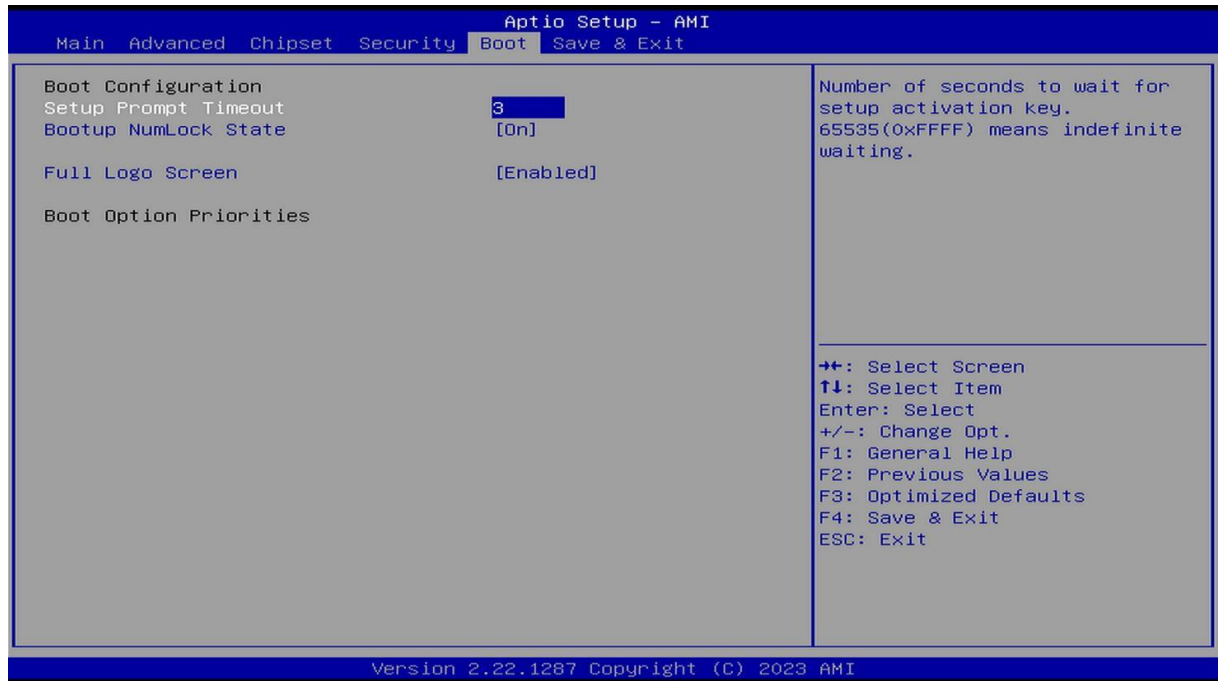 Aptio Setup – AMI
Main Advanced Chipset Security Boot Save & Exit
Boot Configuration
Setup Prompt Timeout 3
Bootup NumLock State [On]
Full Logo Screen [Enabled]
Boot Option Priorities
Number of seconds to wait for
setup activation key.
65535(0xFFFF) means indefinite
waiting.
→←: Select Screen
↑↓: Select Item
Enter: Select
+/-: Change Opt.
F1: General Help
F2: Previous Values
F3: Optimized Defaults
F4: Save & Exit
ESC: Exit
Version 2.22.1287 Copyright (C) 2023 AMI